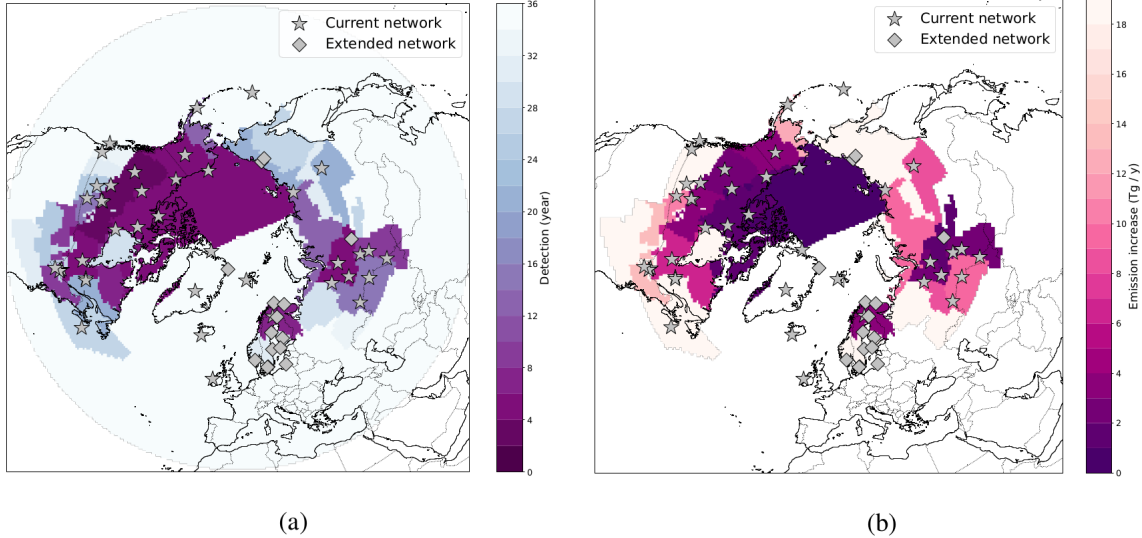 Current network
Extended network
36
32
28
24
20
16
12
8
4
0
Detection (year)
Current network
Extended network
18
16
14
12
10
8
6
4
2
0
Emission increase (Tg / y)
(a)
(b)